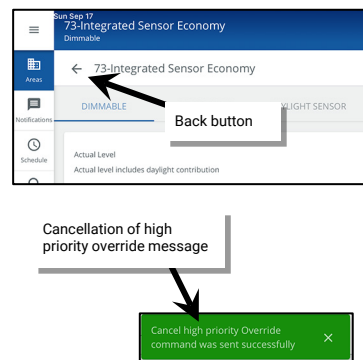 Sun Sep 17
73-Integrated Sensor Economy
Dimmable
Areas
73-Integrated Sensor Economy
Notifications
DIMMABLE
YLIGHT SENSOR
Back button
Schedule
Actual Level
Actual level includes daylight contribution
Cancellation of high
priority override message
Cancel high priority Override
command was sent successfully